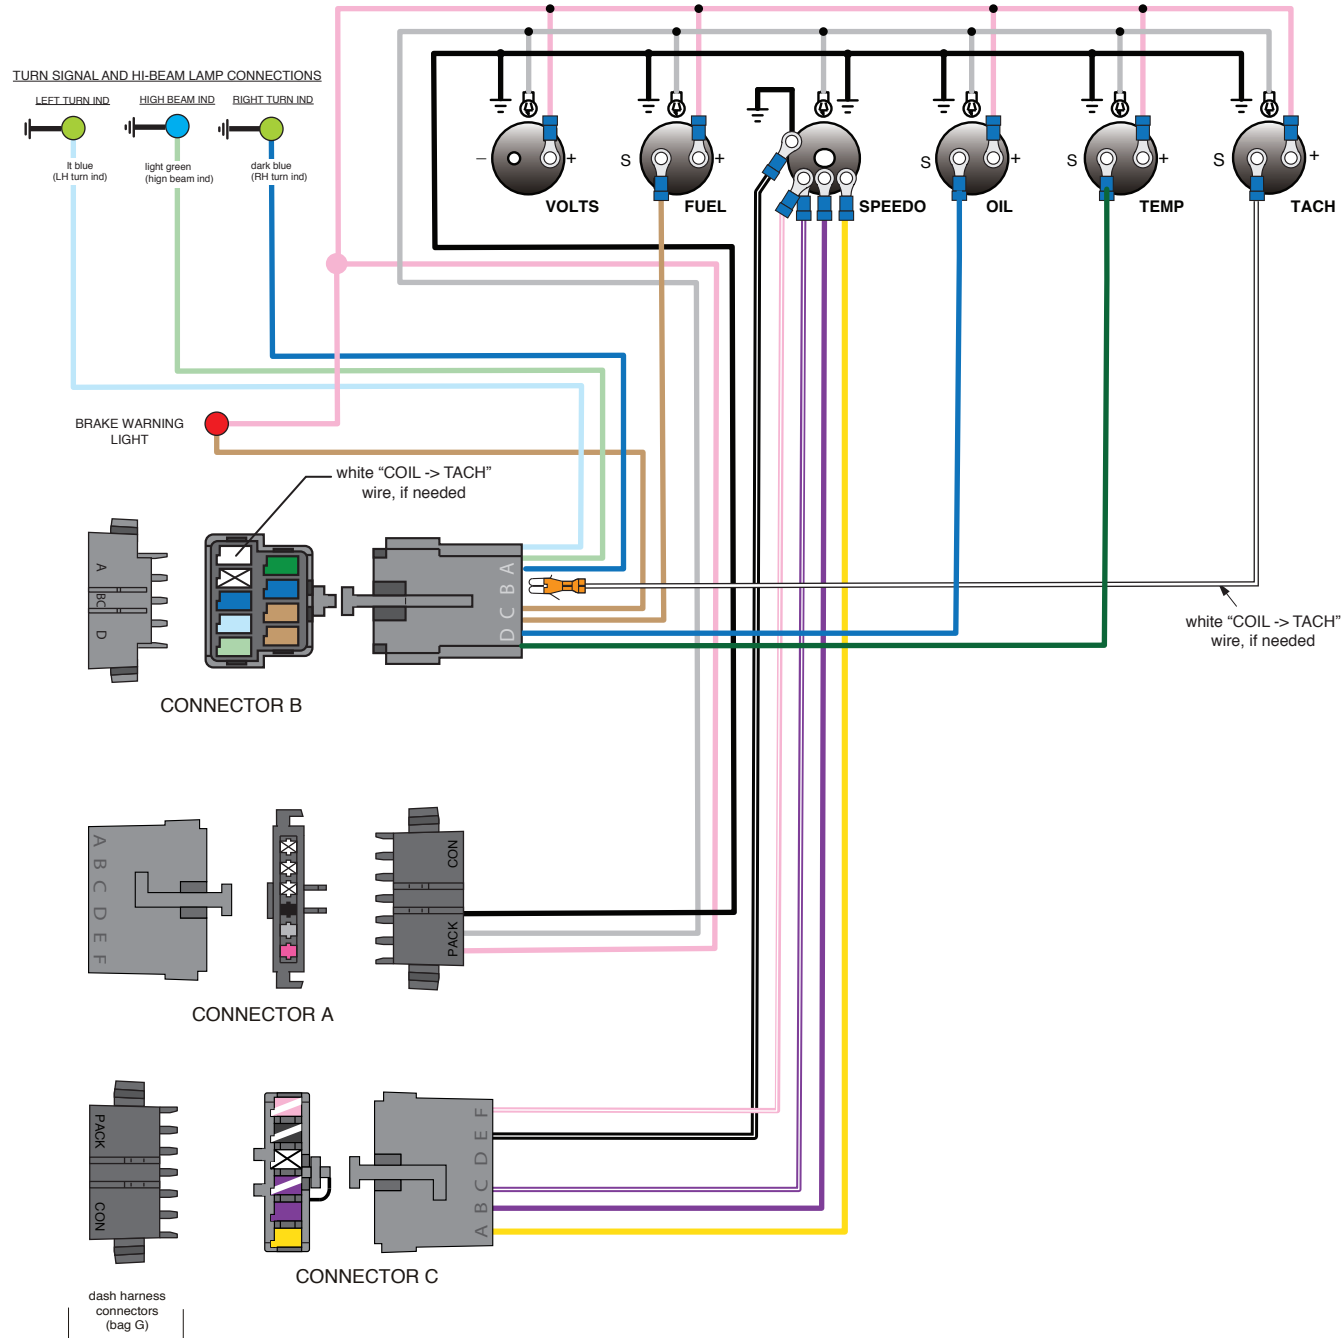 TURN SIGNAL AND HI-BEAM LAMP CONNECTIONS
LEFT TURN IND
HIGH BEAM IND
RIGHT TURN IND
lt blue
(LH turn ind)
light green
(hign beam ind)
dark blue
(RH turn ind)
–
+
VOLTS
S
+
FUEL
SPEEDO
S
+
OIL
S
+
TEMP
S
+
TACH
BRAKE WARNING
LIGHT
white “COIL -> TACH”
wire, if needed
A
BC
D
D C B A
white “COIL -> TACH”
wire, if needed
CONNECTOR B
A B C D E F
CON
PACK
CONNECTOR A
PACK
CON
A B C D E F
CONNECTOR C
dash harness
connectors
(bag G)